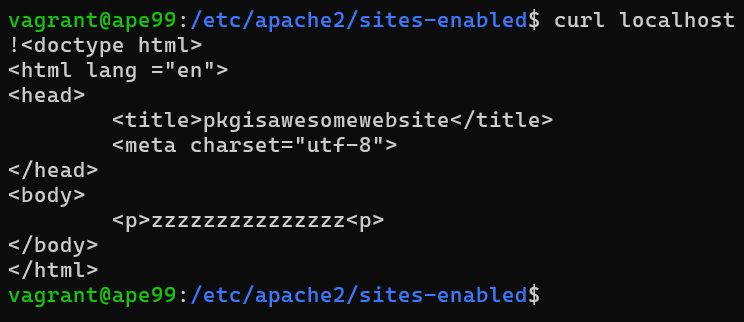 vagrant@ape99:/etc/apache2/sites-enabled$ curl localhost
!<doctype html>
<html lang ="en">
<head>
        <title>pkgisawesomewebsite</title>
        <meta charset="utf-8">
</head>
<body>
        <p>zzzzzzzzzzzzzzz<p>
</body>
</html>
vagrant@ape99:/etc/apache2/sites-enabled$